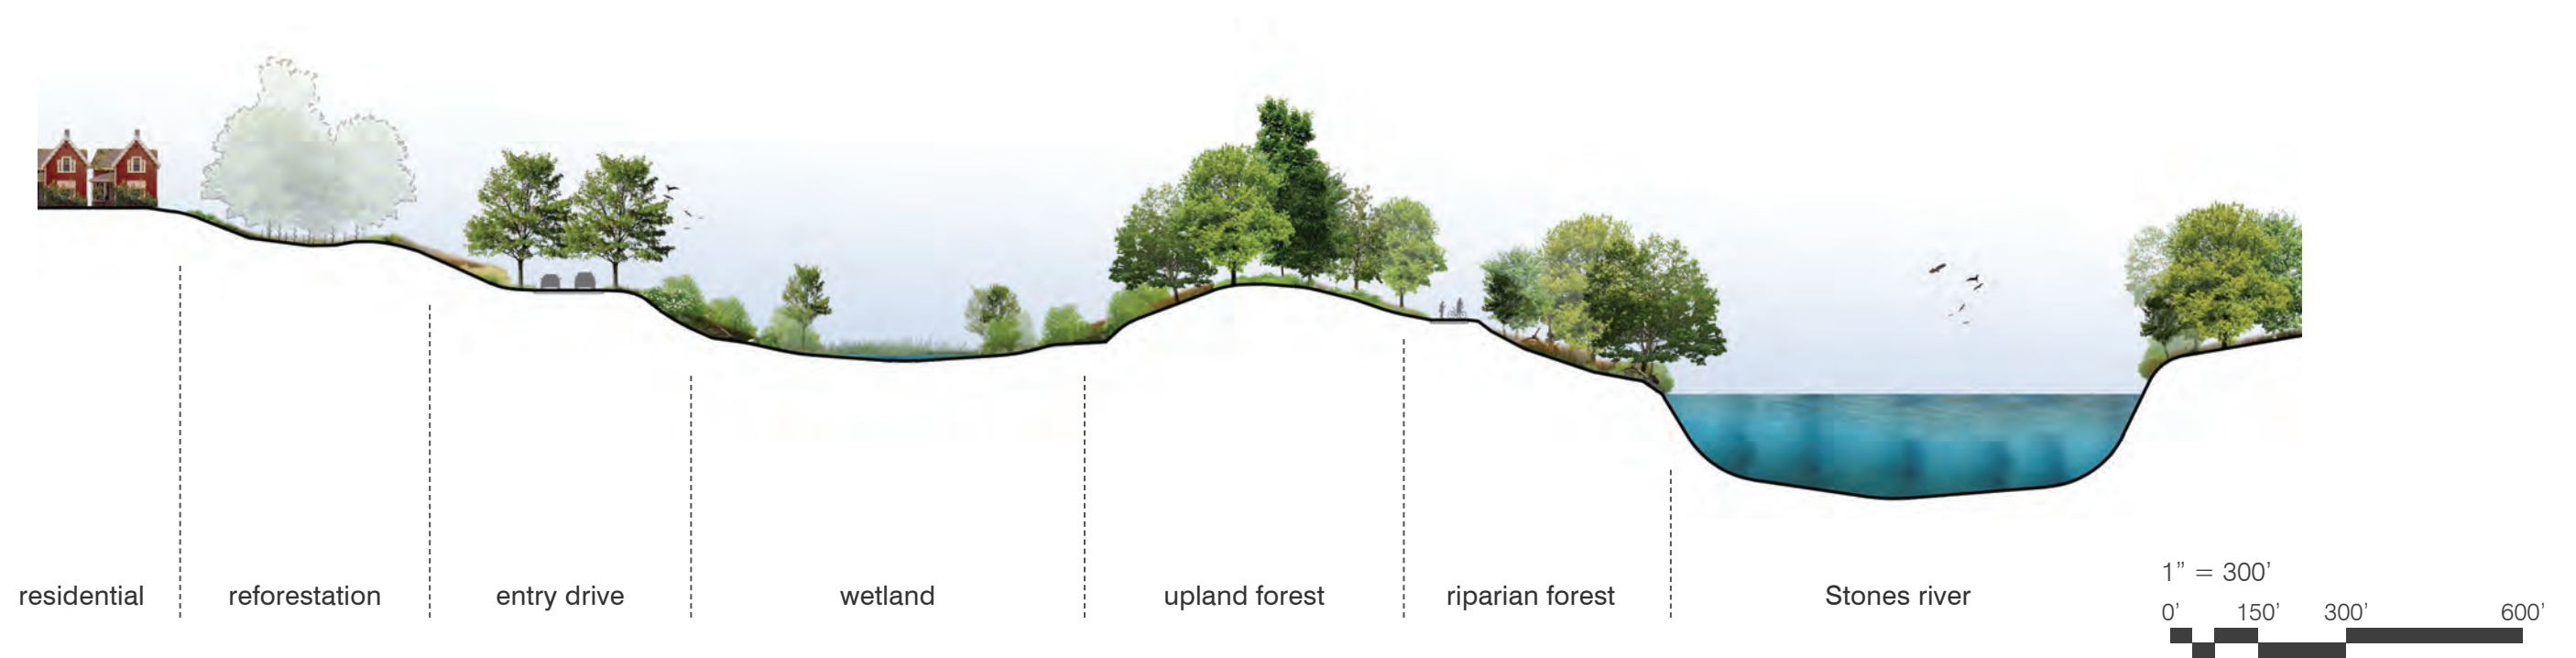 residential
reforestation
entry drive
wetland
upland forest
riparian forest
Stones river
1” = 300’
0’ 150’ 300’ 600’